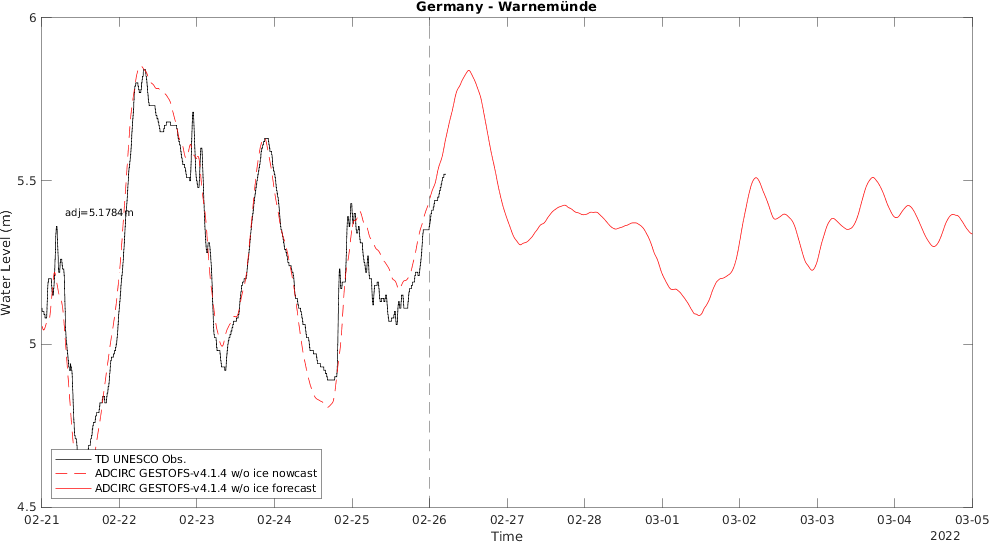 Germany - Warnemünde
6
5.5
5
4.5
Water Level (m)
adj=5.1784m
TD UNESCO Obs.
ADCIRC GESTOFS-v4.1.4 w/o ice nowcast
ADCIRC GESTOFS-v4.1.4 w/o ice forecast
02-21 02-22 02-23 02-24 02-25 02-26 02-27 02-28 03-01 03-02 03-03 03-04 03-05
Time
2022